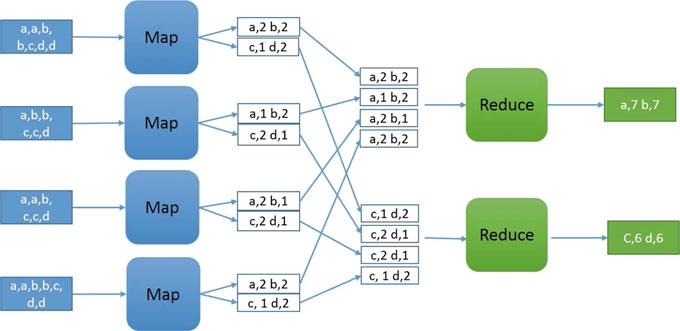 a,a,b,
b,c,d,d
Map
a,2 b,2
c,1 d,2
a,b,b,
c,c,d
Map
a,1 b,2
c,2 d,1
a,a,b,
c,c,d
Map
a,2 b,1
c,2 d,1
a,a,b,b,c,
d,d
Map
a,2 b,2
c, 1 d,2
a,2 b,2
a,1 b,2
a,2 b,1
a,2 b,2
Reduce
a,7 b,7
c,1 d,2
c,2 d,1
c,2 d,1
c, 1 d,2
Reduce
C,6 d,6